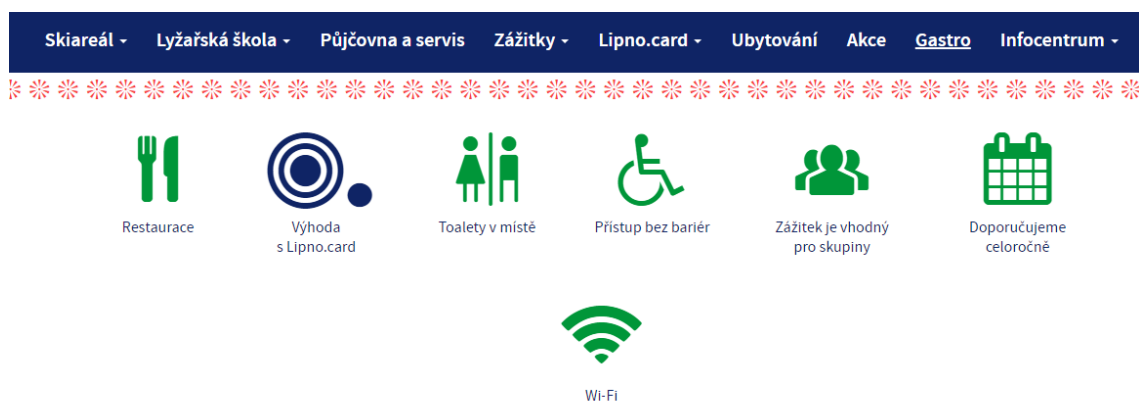 Skiareál Lyžařská škola Půjčovna a servis Zážitky Lipno.card Ubytování Akce Gastro Infocentrum
Restaurace Výhoda Toalety v místě Přístup bez bariér Zážitek je vhodný Doporučujeme
s Lipno.card pro skupiny celoročně
Wi-Fi